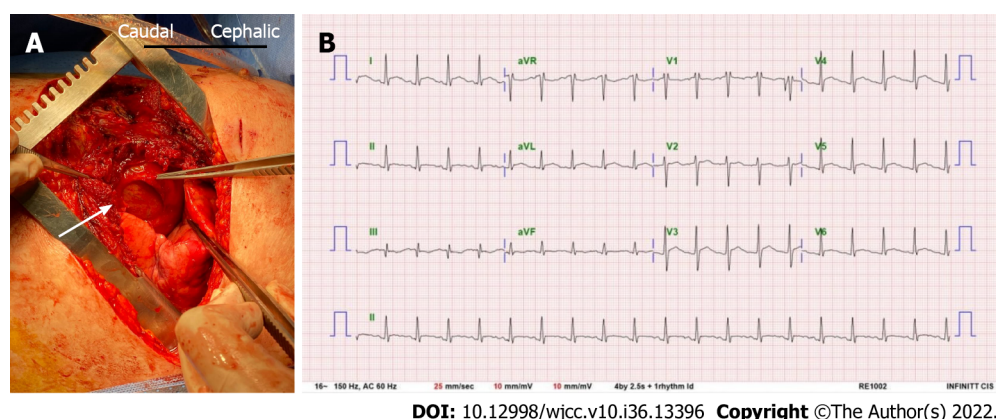 A
Caudal Cephalic
B
I aVR V1 V4
II aVL V2 V5
III aVF V3 V6
II
16~ 150 Hz, AC 60 Hz 25 mm/sec 10 mm/mV 10 mm/mV 4by 2.5s + 1rhythm ld RE1002 INFINITT CIS
DOI: 10.12998/wjcc.v10.i36.13396 Copyright ©The Author(s) 2022.